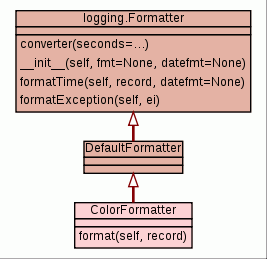 logging.Formatter
converter(seconds=...)
__init__(self, fmt=None, datefmt=None)
formatTime(self, record, datefmt=None)
formatException(self, ei)
DefaultFormatter
ColorFormatter
format(self, record)